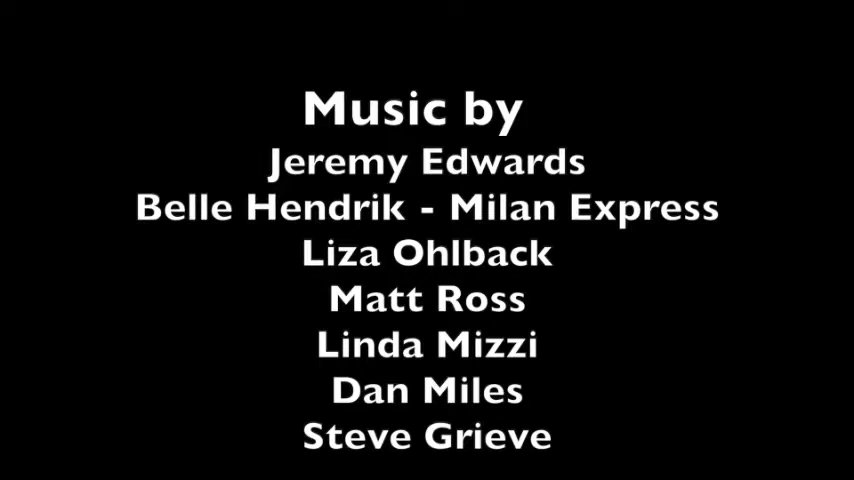 Music by
Jeremy Edwards
Belle Hendrik - Milan Express
Liza Ohlback
Matt Ross
Linda Mizzi
Dan Miles
Steve Grieve